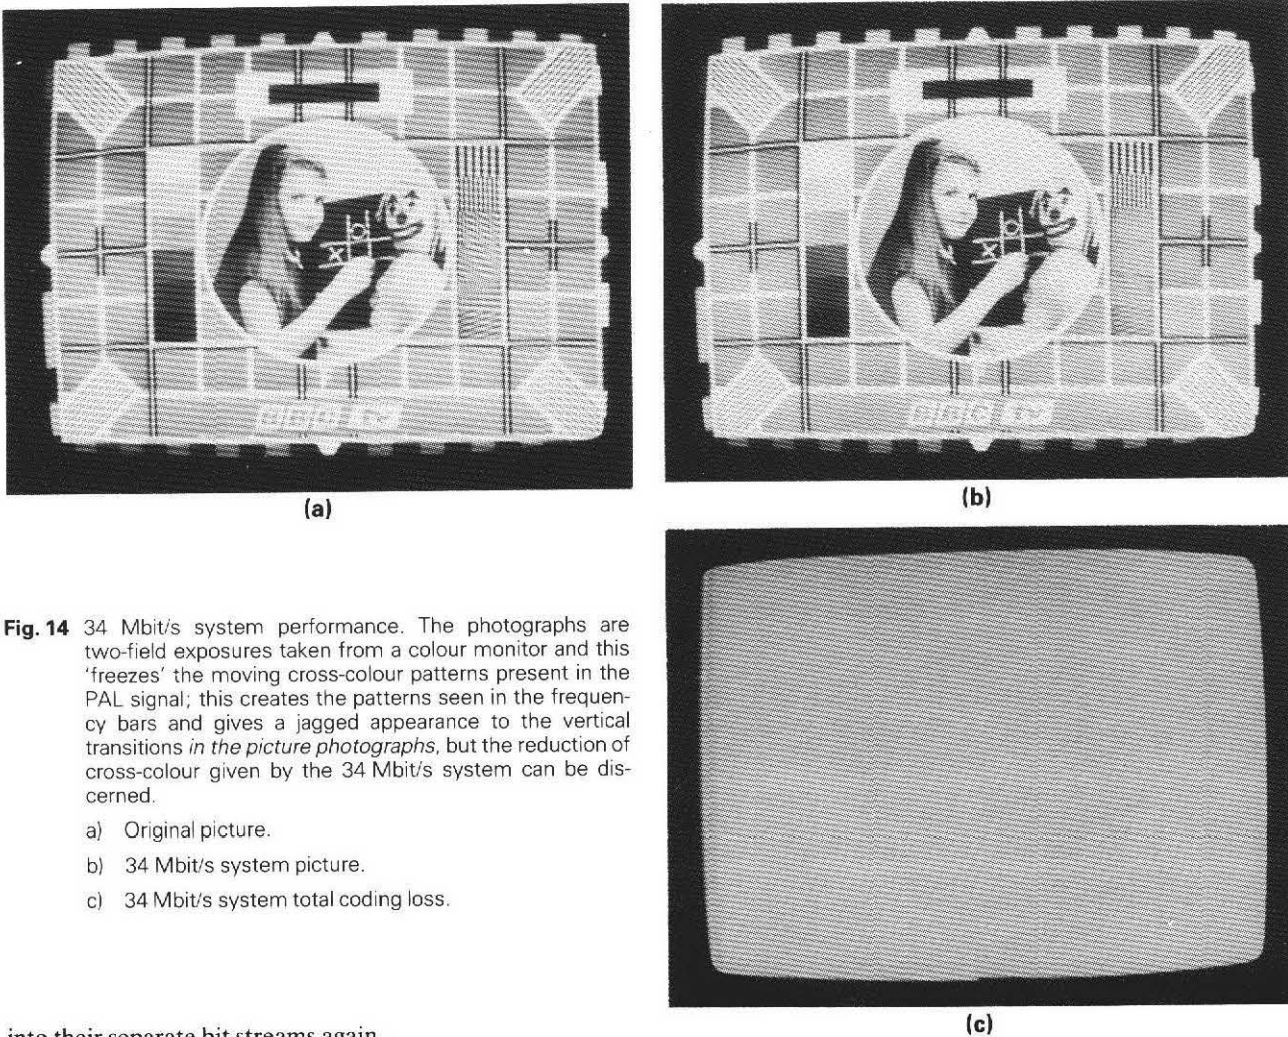 (a)
(b)
Fig. 14 34 Mbit/s system performance. The photographs are
two-field exposures taken from a colour monitor and this
'freezes' the moving cross-colour patterns present in the
PAL signal; this creates the patterns seen in the frequen-
cy bars and gives a jagged appearance to the vertical
transitions in the picture photographs, but the reduction of
cross-colour given by the 34 Mbit/s system can be dis-
cerned.
a) Original picture.
b) 34 Mbit/s system picture.
c) 34 Mbit/s system total coding loss.
(c)
into their separate bit streams again